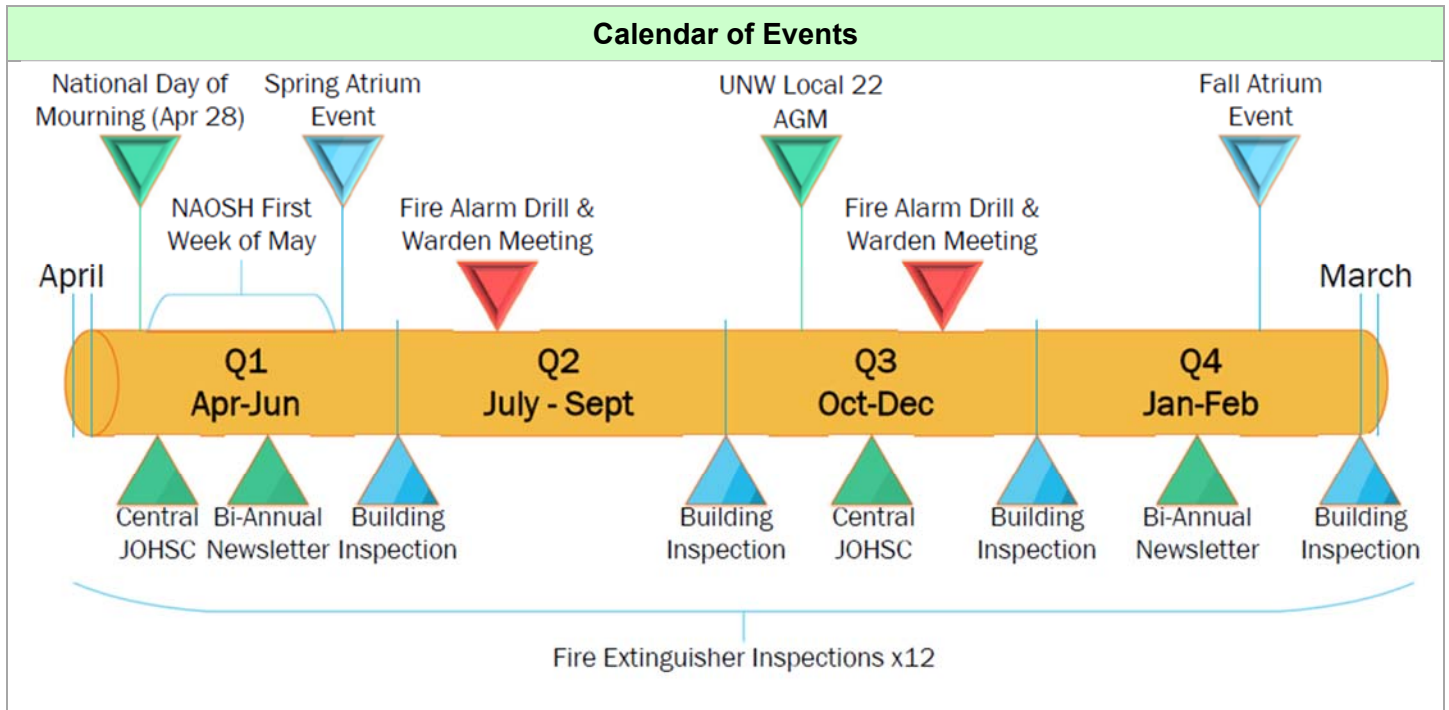 Calendar of Events
National Day of
Mourning (Apr 28)
Spring Atrium
Event
UNW Local 22
AGM
Fall Atrium
Event
NAOSH First
Week of May
Fire Alarm Drill &
Warden Meeting
Fire Alarm Drill &
Warden Meeting
April
March
Q1
Apr-Jun
Q2
July - Sept
Q3
Oct-Dec
Q4
Jan-Feb
Central
JOHSC
Bi-Annual
Newsletter
Building
Inspection
Building
Inspection
Central
JOHSC
Building
Inspection
Bi-Annual
Newsletter
Building
Inspection
Fire Extinguisher Inspections x12